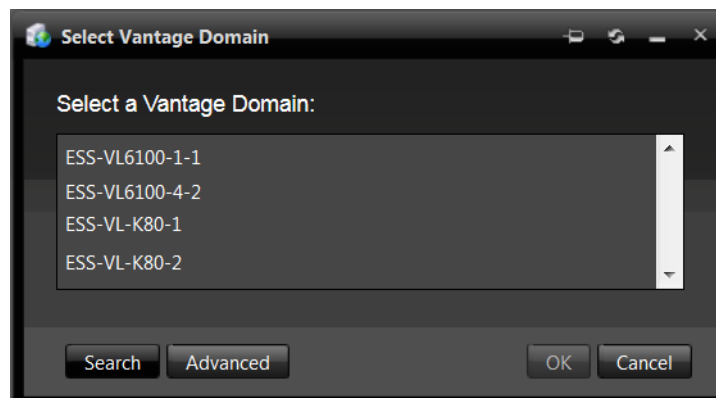 Select Vantage Domain
Select a Vantage Domain:
ESS-VL6100-1-1
ESS-VL6100-4-2
ESS-VL-K80-1
ESS-VL-K80-2
Search Advanced OK Cancel